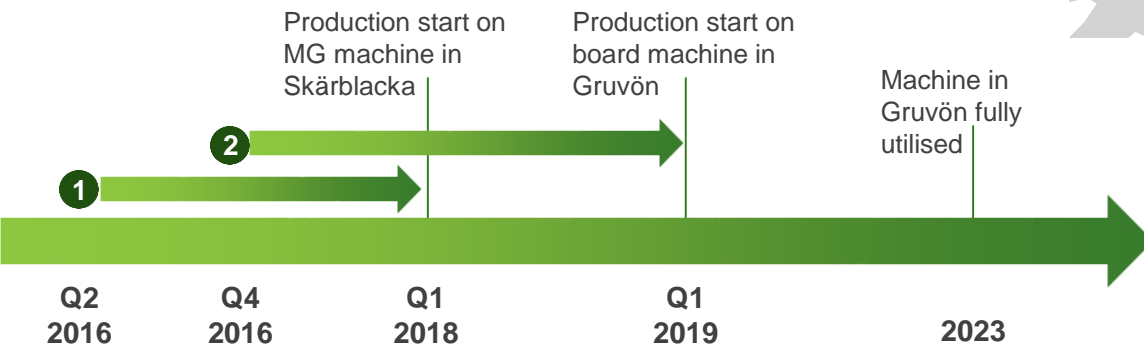 Production start on
MG machine in
Skärblacka
Production start on
board machine in
Gruvön
Machine in
Gruvön fully
utilised
2
1
Q2
2016
Q4
2016
Q1
2018
Q1
2019
2023